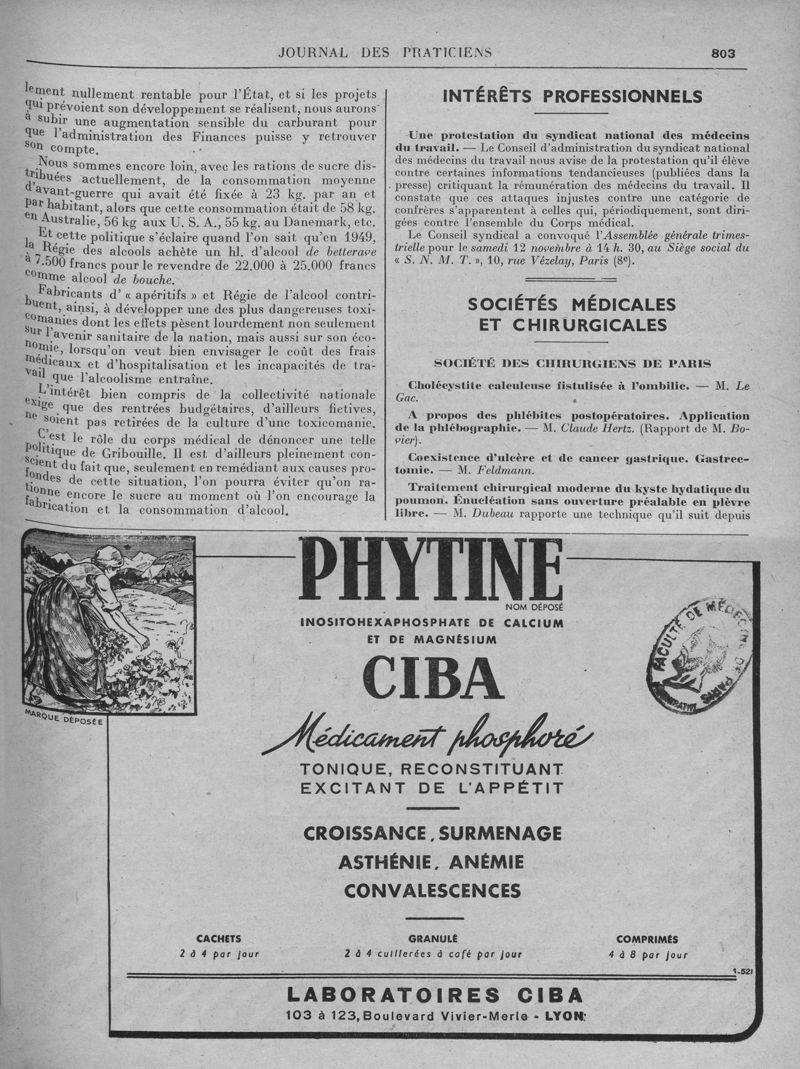 JOURNAL DES PRATICIENS 803
lement nullement rentable pour l'État, et si les projets
qui prévoient son développement se réalisent, nous aurons
à subir une augmentation sensible du carburant pour
que l'administration des Finances puisse y retrouver
son compte.
Nous sommes encore loin, avec les rations de sucre dis-
tribuées actuellement, de la consommation moyenne
d'avant-guerre qui avait été fixée à 23 kg. par an et
par habitant, alors que cette consommation était de 58 kg.
en Australie, 56 kg aux U. S. A., 55 kg. au Danemark, etc.
Et cette politique s'éclaire quand l'on sait qu'en 1949,
la Régie des alcools achète un hl. d'alcool de betterave
à 7.500 francs pour le revendre de 22.000 à 25.000 francs
comme alcool de bouche.
Fabricants d' « apéritifs » et Régie de l'alcool contri-
buent, ainsi, à développer une des plus dangereuses toxi-
comanies dont les effets pèsent lourdement non seulement
sur l'avenir sanitaire de la nation, mais aussi sur son éco-
nomie, lorsqu'on veut bien envisager le coût des frais
médicaux et d'hospitalisation et les incapacités de tra-
vail que l'alcoolisme entraîne.
L'intérêt bien compris de la collectivité nationale
exige que des rentrées budgétaires, d'ailleurs fictives,
ne soient pas retirées de la culture d'une toxicomanie.
C'est le rôle du corps médical de dénoncer une telle
politique de Gribouille. Il est d'ailleurs pleinement con-
scient du fait que, seulement en remédiant aux causes pro-
fondes de cette situation, l'on pourra éviter qu'on ra-
tionne encore le sucre au moment où l'on encourage la
fabrication et la consommation d'alcool.
INTÉRÊTS PROFESSIONNELS
Une protestation du syndicat national des médecins
du travail. — Le Conseil d'administration du syndicat national
des médecins du travail nous avise de la protestation qu'il élève
contre certaines informations tendancieuses (publiées dans la
presse) critiquant la rémunération des médecins du travail. Il
constate que ces attaques injustes contre une catégorie de
confrères s'apparentent à celles qui, périodiquement, sont diri-
gées contre l'ensemble du Corps médical.
Le Conseil syndical a convoqué l'Assemblée générale trimes-
trielle pour le samedi 12 novembre à 14 h. 30, au Siège social du
« S. N. M. T. », 10, rue Vézelay, Paris (8e).
SOCIÉTÉS MÉDICALES
ET CHIRURGICALES
SOCIÉTÉ DES CHIRURGIENS DE PARIS
Cholécystite calculeuse fistulisée à l'ombilic. — M. Le
Gac.
A propos des phlébites postopératoires. Application
de la phlébographie. — M. Claude Hertz. (Rapport de M. Bo-
vier).
Coexistence d'ulcère et de cancer gastrique. Gastrec-
tomie. — M. Feldmann.
Traitement chirurgical moderne du kyste hydatique du
poumon. Énucléation sans ouverture préalable en plèvre
libre. — M. Dubeau rapporte une technique qu'il suit depuis
PHYTINE
NOM DÉPOSÉ
INOSITOHEXAPHOSPHATE DE CALCIUM
ET DE MAGNÉSIUM
CIBA
MARQUE DÉPOSÉE
FACULTÉ DE MÉDECINE DE PARIS
Médicament phosphoré
TONIQUE, RECONSTITUANT
EXCITANT DE L'APPÉTIT
CROISSANCE, SURMENAGE
ASTHÉNIE, ANÉMIE
CONVALESCENCES
CACHETS GRANULÉ COMPRIMÉS
2 à 4 par jour 2 à 4 cuillerées à café par jour 4 à 8 par jour
1-521
LABORATOIRES CIBA
103 à 123, Boulevard Vivier-Merle - LYON